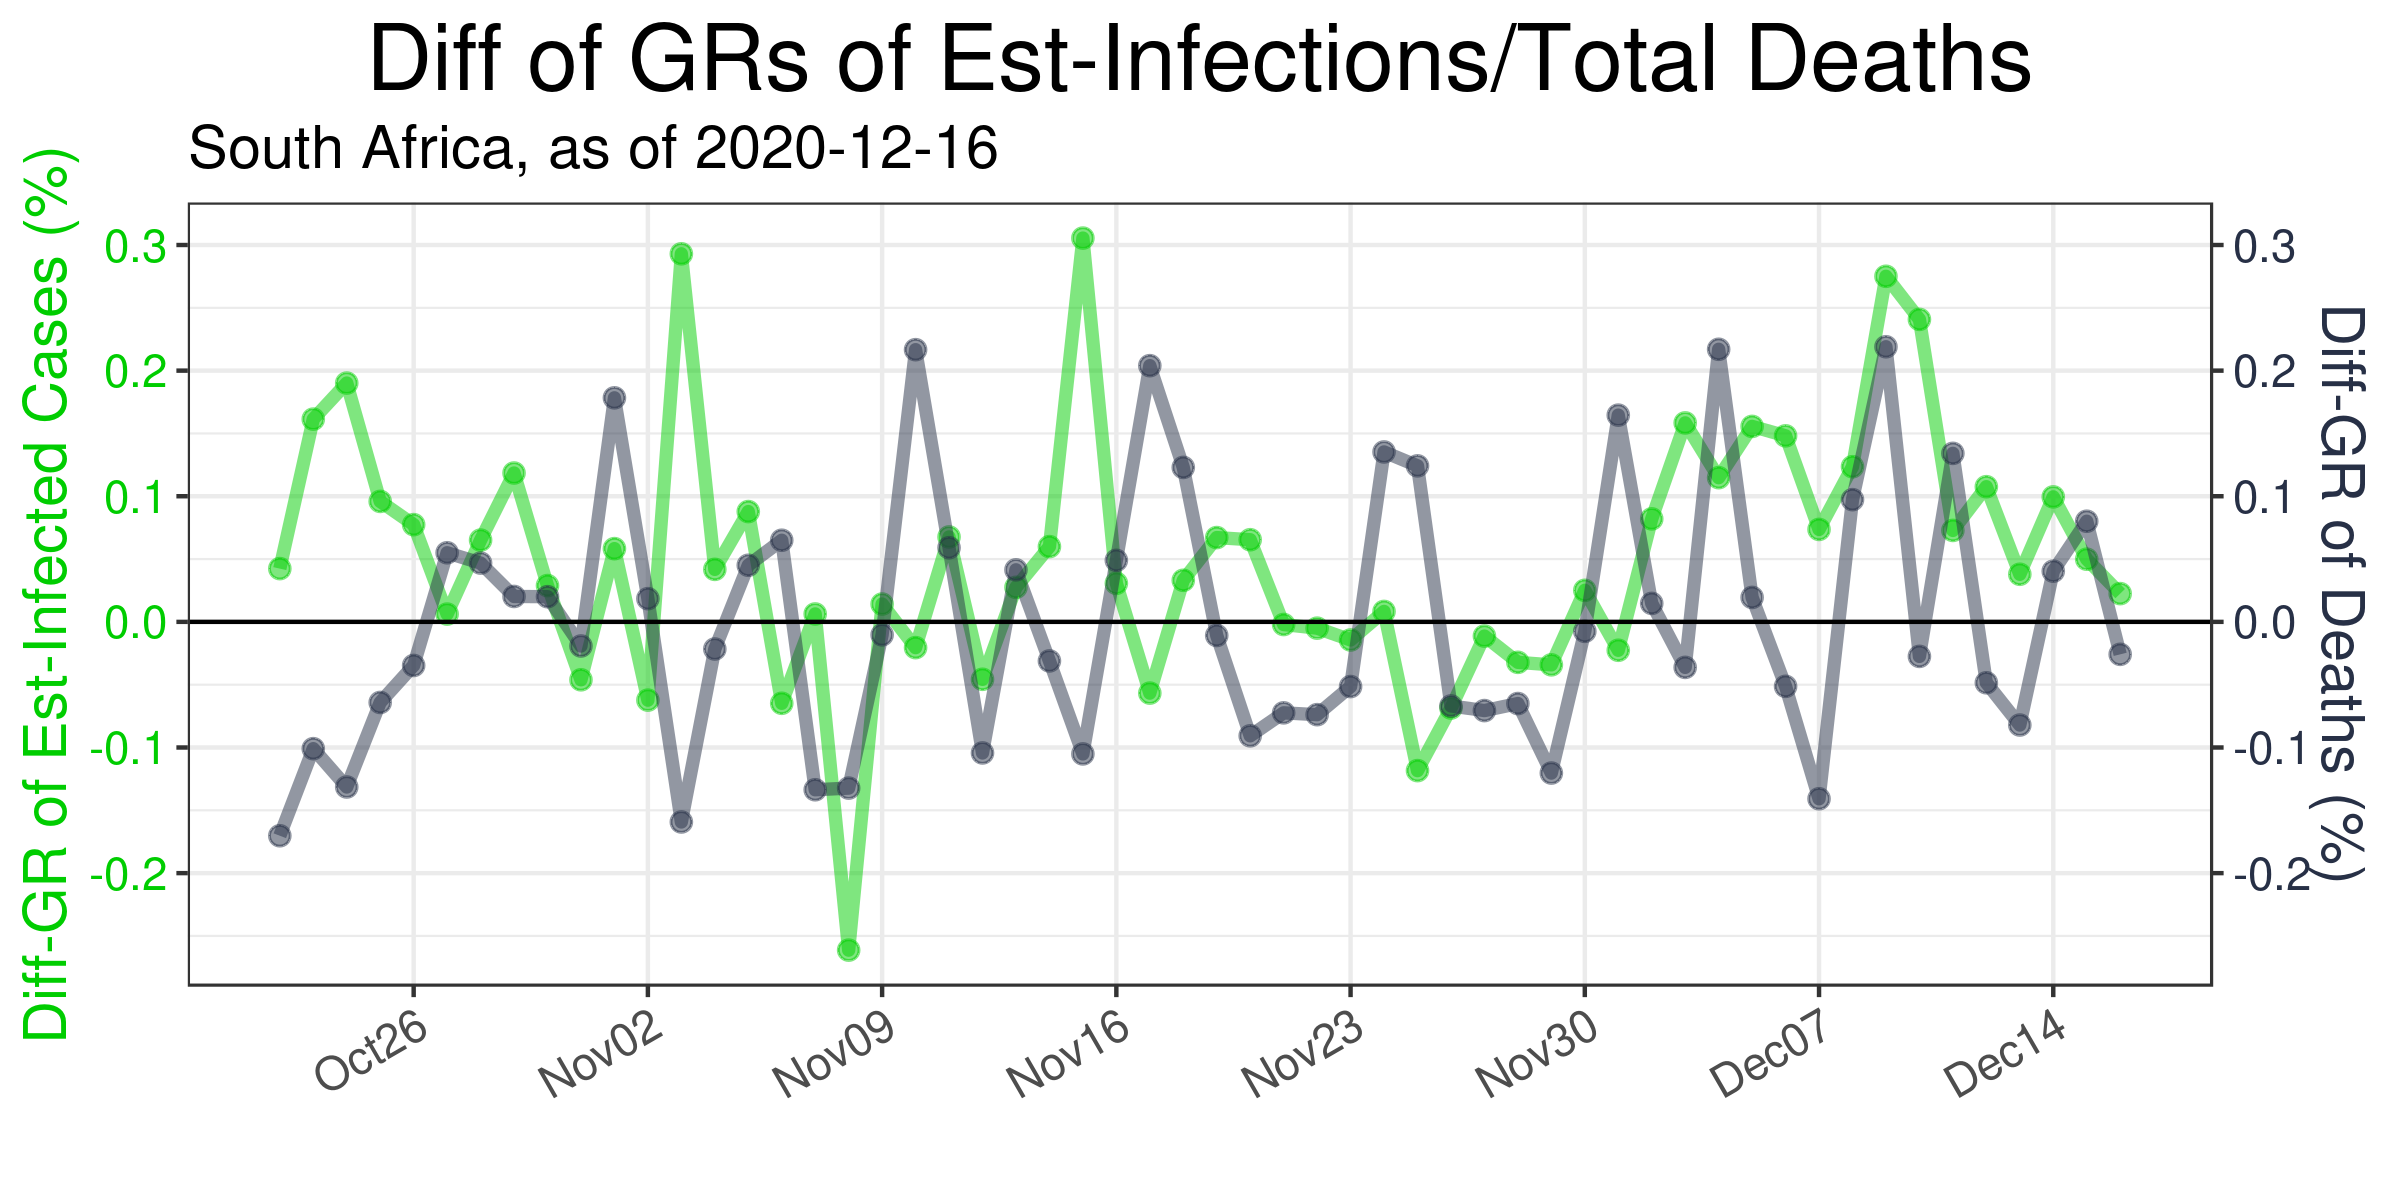 Diff of GRs of Est-Infections/Total Deaths
South Africa, as of 2020-12-16
Diff-GR of Est-Infected Cases (%)
0.3
0.2
0.1
0.0
-0.1
-0.2
0.3
0.2
0.1
0.0
-0.1
-0.2
Diff-GR of Deaths (%)
Oct26
Nov02
Nov09
Nov16
Nov23
Nov30
Dec07
Dec14